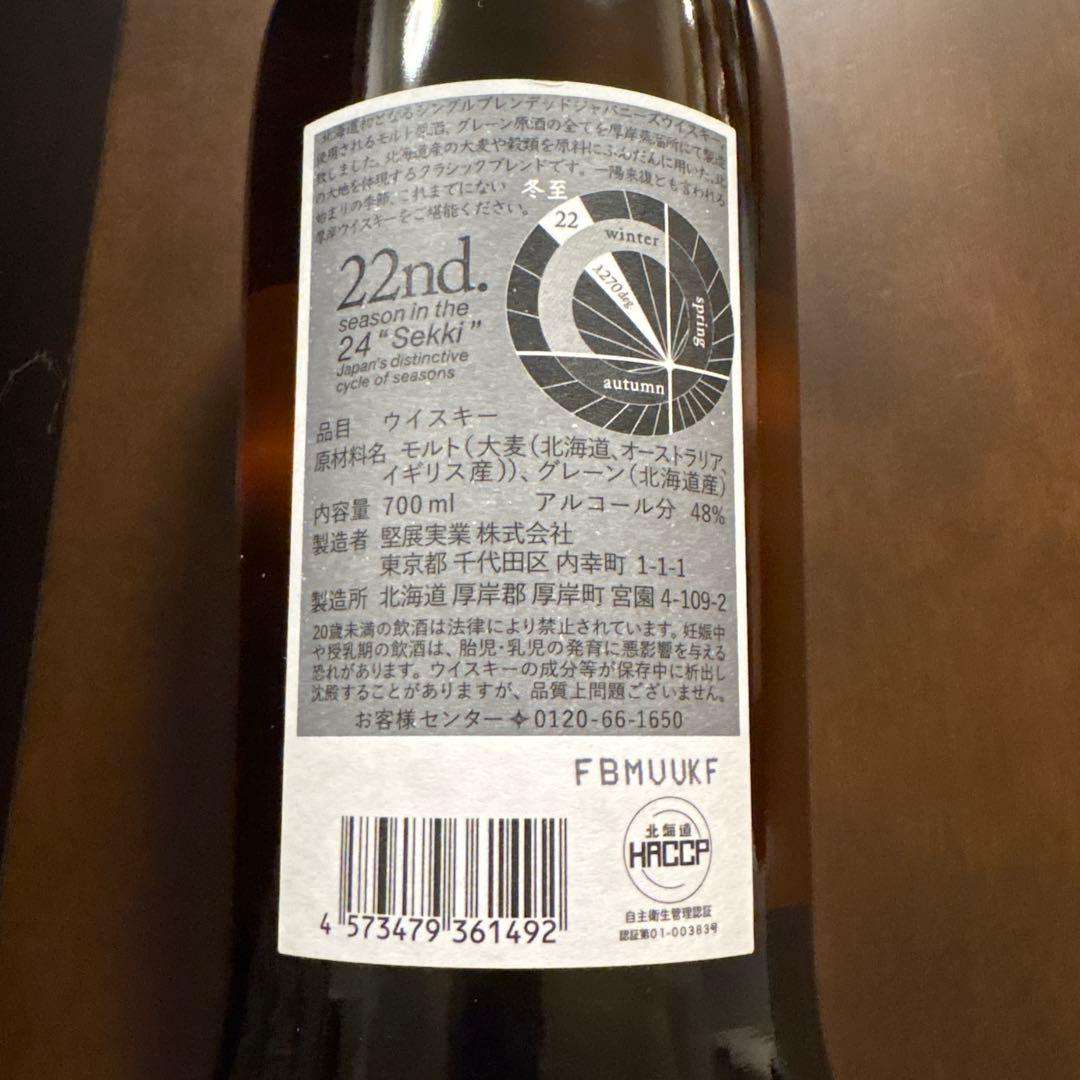 北海道初となるシングルブレンデッドジャパニーズウイスキー。
使用されるモルト原酒、グレーン原酒の全てを厚岸蒸溜所にて製造
致しました。北海道産の大麦や穀類を原料にふんだんに用いた、北
の大地を体現するクラシックブレンドです。一陽来復とも言われる
始まりの季節、これまでにない
厚岸ウイスキーをご堪能ください。
冬至
22
winter
λ270deg
spring
autumn
22nd.
season in the
24 “Sekki”
Japan's distinctive
cycle of seasons
品目 ウイスキー
原材料名 モルト(大麦(北海道、オーストラリア、
イギリス産))、グレーン(北海道産)
内容量 700 ml アルコール分 48%
製造者 堅展実業 株式会社
東京都 千代田区 内幸町 1-1-1
製造所 北海道 厚岸郡 厚岸町 宮園 4-109-2
20歳未満の飲酒は法律により禁止されています。妊娠中
や授乳期の飲酒は、胎児・乳児の発育に悪影響を与える
恐れがあります。ウイスキーの成分等が保存中に析出し
沈殿することがありますが、品質上問題ございません。
お客様センター✧0120-66-1650
FBMUUKF
北海道
HACCP
自主衛生管理認証
認証第01-00383号
4 573479 361492